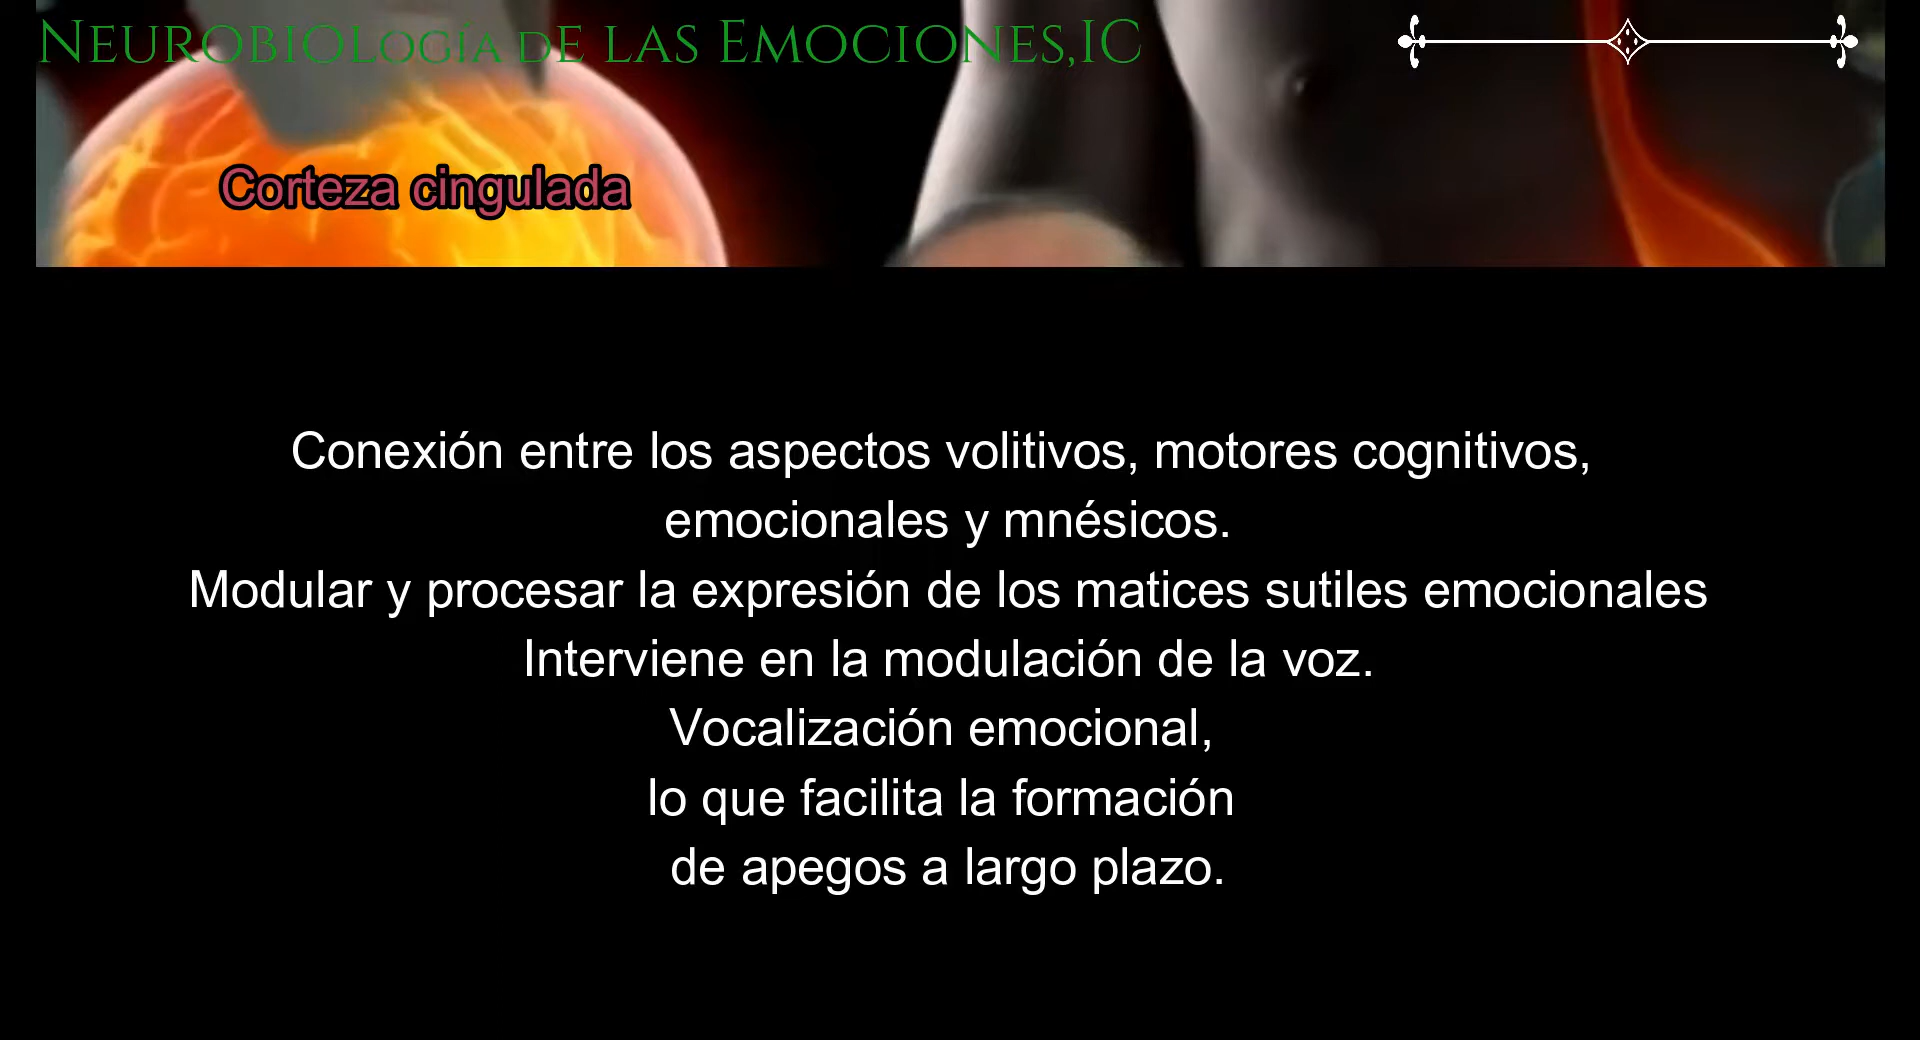 Neurobiología de las Emociones,IC
Corteza cingulada
Conexión entre los aspectos volitivos, motores cognitivos,
emocionales y mnésicos.
Modular y procesar la expresión de los matices sutiles emocionales
Interviene en la modulación de la voz.
Vocalización emocional,
lo que facilita la formación
de apegos a largo plazo.